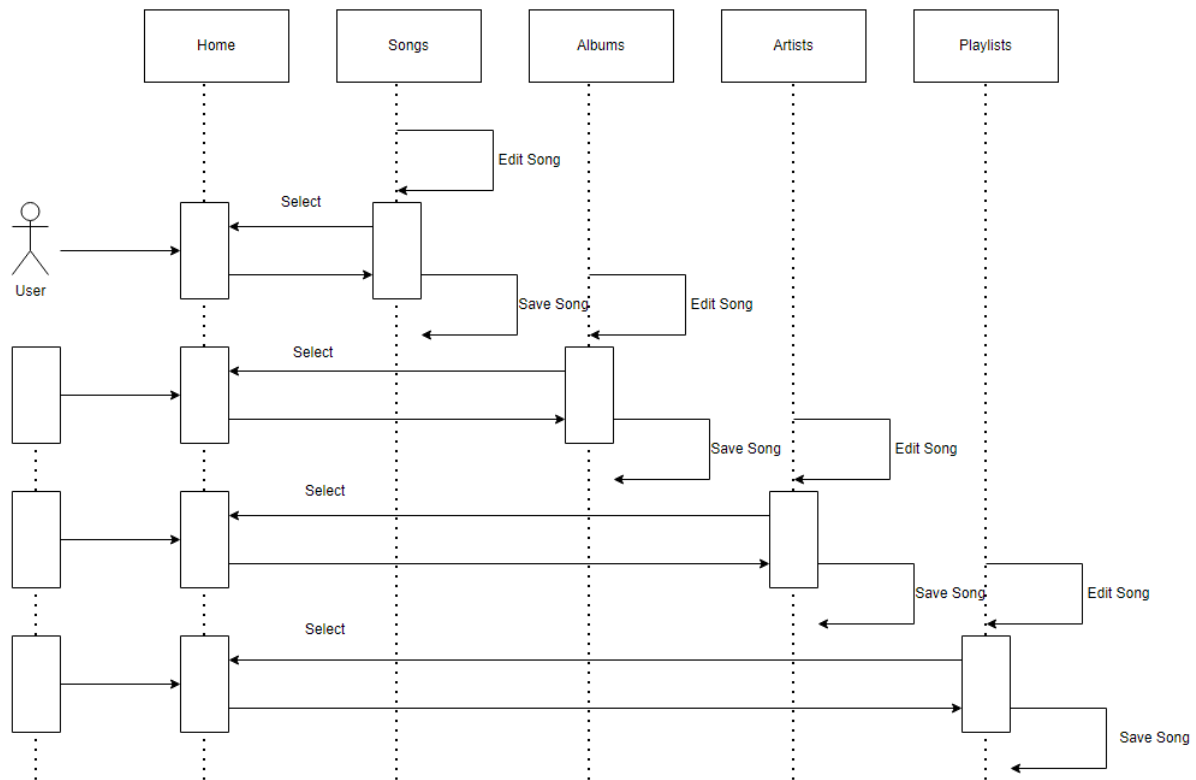 Home
Songs
Albums
Artists
Playlists
Edit Song
Select
User
Save Song
Edit Song
Select
Save Song
Edit Song
Select
Save Song
Edit Song
Select
Save Song